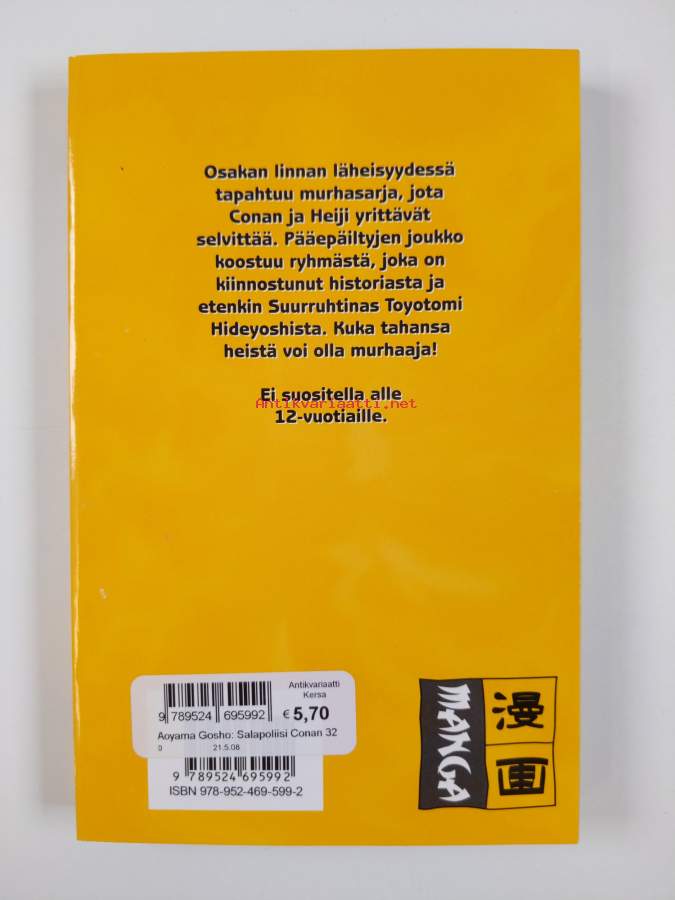 Osakan linnan läheisyydessä
tapahtuu murhasarja, jota
Conan ja Heiji yrittävät
selvittää. Pääepäiltyjen joukko
koostuu ryhmästä, joka on
kiinnostunut historiasta ja
etenkin Suurruhtinas Toyotomi
Hideyoshista. Kuka tahansa
heistä voi olla murhaaja!
Ei suositella alle
Antikvariaatti.net
12-vuotiaille.
Antikvariaatti
Kersa
9 789524 695992
€ 5,70
Aoyama Gosho: Salapoliisi Conan 32
0 21.5.08
9 789524 695992
ISBN 978-952-469-599-2
MANGA
漫画